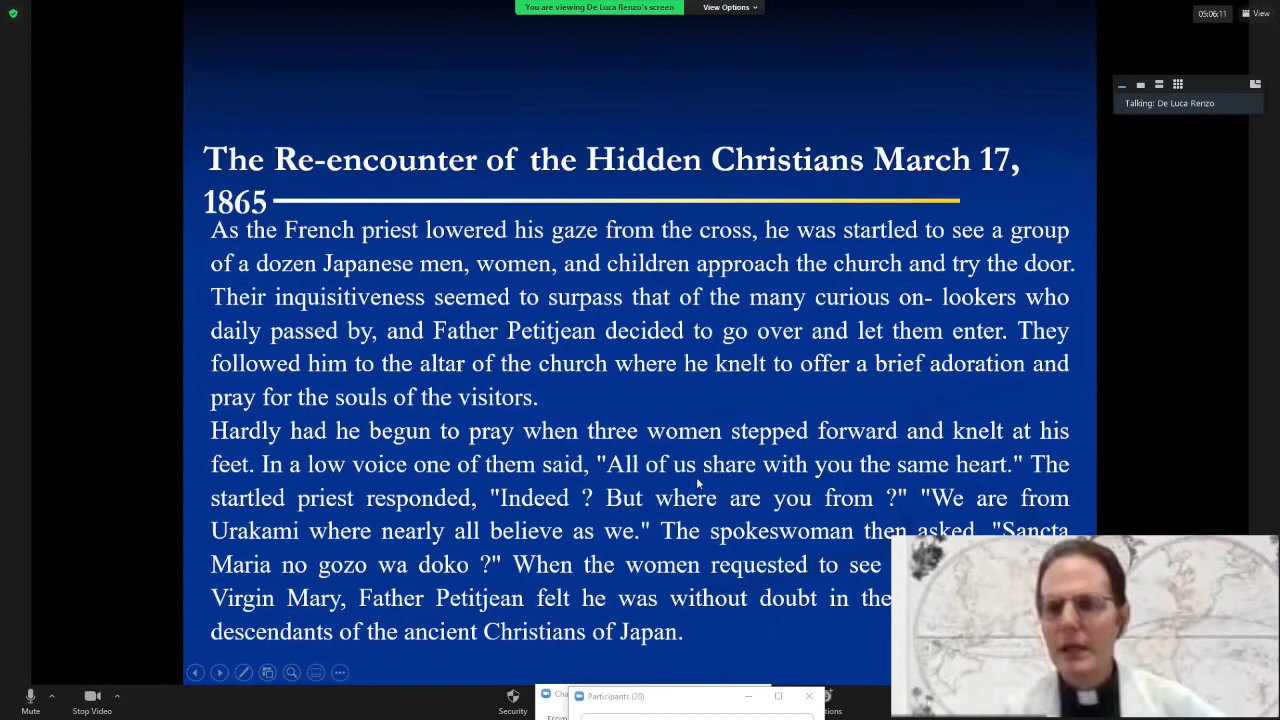 You are viewing De Luca Renzo's screen
View Options
05:06:11
View
Talking: De Luca Renzo
The Re-encounter of the Hidden Christians March 17,
1865
As the French priest lowered his gaze from the cross, he was startled to see a group
of a dozen Japanese men, women, and children approach the church and try the door.
Their inquisitiveness seemed to surpass that of the many curious on- lookers who
daily passed by, and Father Petitjean decided to go over and let them enter. They
followed him to the altar of the church where he knelt to offer a brief adoration and
pray for the souls of the visitors.
Hardly had he begun to pray when three women stepped forward and knelt at his
feet. In a low voice one of them said, "All of us share with you the same heart." The
startled priest responded, "Indeed ? But where are you from ?" "We are from
Urakami where nearly all believe as we." The spokeswoman then asked, "Sancta
Maria no gozo wa doko ?" When the women requested to see
Virgin Mary, Father Petitjean felt he was without doubt in the
descendants of the ancient Christians of Japan.
Mute
Stop Video
Security
Participants (20)